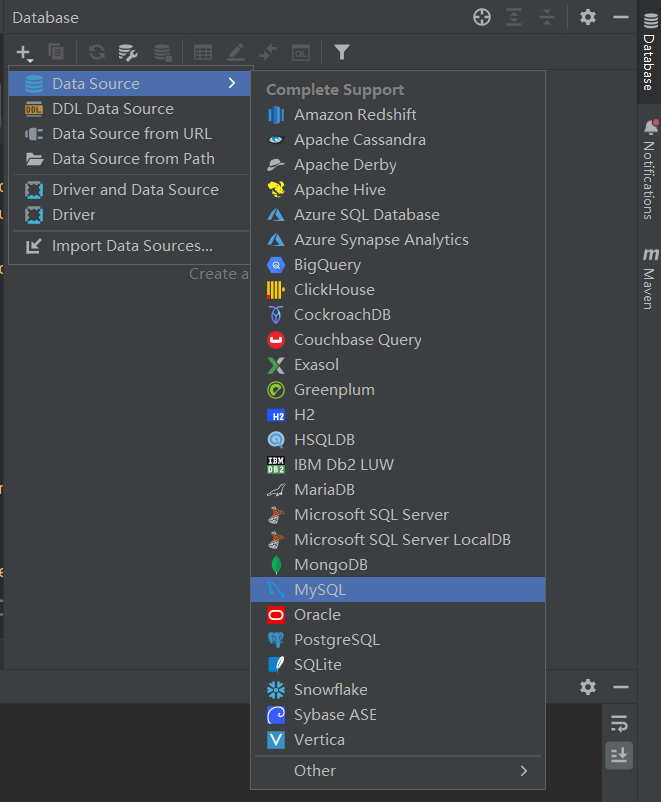 Database
Data Source
DDL Data Source
Data Source from URL
Data Source from Path
Driver and Data Source
Driver
Import Data Sources...
Create a
Complete Support
Amazon Redshift
Apache Cassandra
Apache Derby
Apache Hive
Azure SQL Database
Azure Synapse Analytics
BigQuery
ClickHouse
CockroachDB
Couchbase Query
Exasol
Greenplum
H2
HSQLDB
IBM Db2 LUW
MariaDB
Microsoft SQL Server
Microsoft SQL Server LocalDB
MongoDB
MySQL
Oracle
PostgreSQL
SQLite
Snowflake
Sybase ASE
Vertica
Other
Database
Notifications
Maven